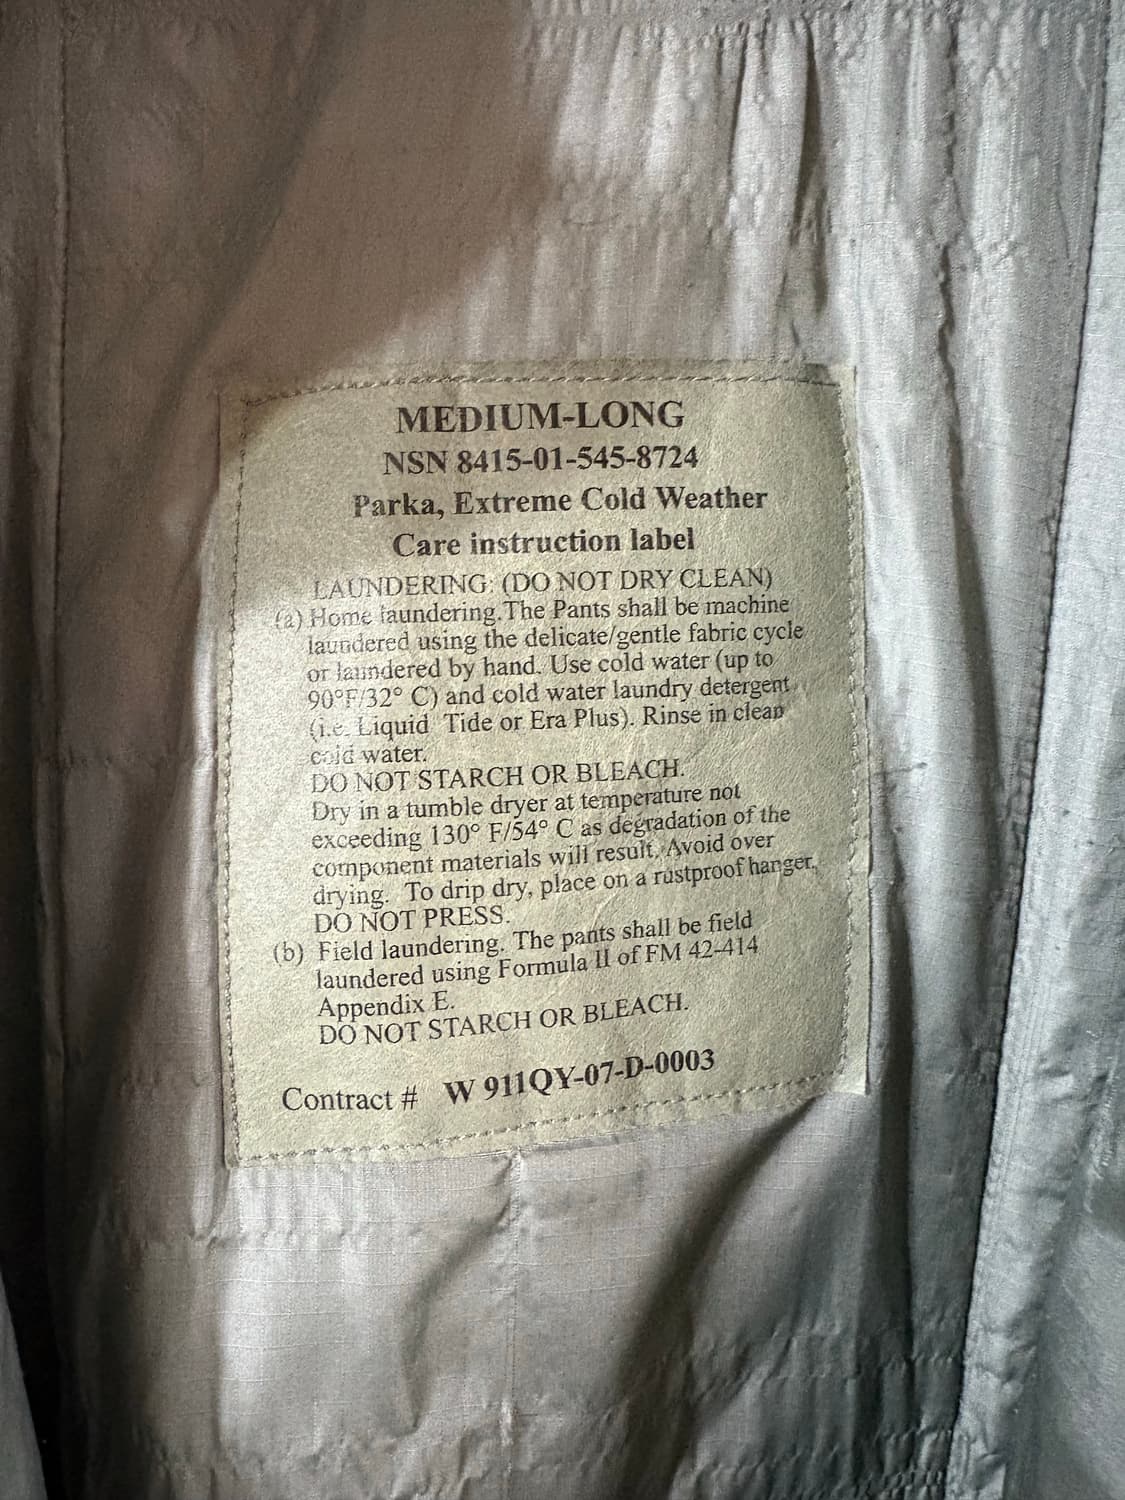 MEDIUM-LONG
NSN 8415-01-545-8724
Parka, Extreme Cold Weather
Care instruction label
LAUNDERING: (DO NOT DRY CLEAN)
(a) Home laundering. The Pants shall be machine
laundered using the delicate/gentle fabric cycle
or laundered by hand. Use cold water (up to
90°F/32° C) and cold water laundry detergent
(i.e. Liquid Tide or Era Plus). Rinse in clean
cold water.
DO NOT STARCH OR BLEACH.
Dry in a tumble dryer at temperature not
exceeding 130° F/54° C as degradation of the
component materials will result. Avoid over
drying. To drip dry, place on a rustproof hanger.
DO NOT PRESS.
(b) Field laundering. The pants shall be field
laundered using Formula II of FM 42-414
Appendix E.
DO NOT STARCH OR BLEACH.
Contract # W 911QY-07-D-0003